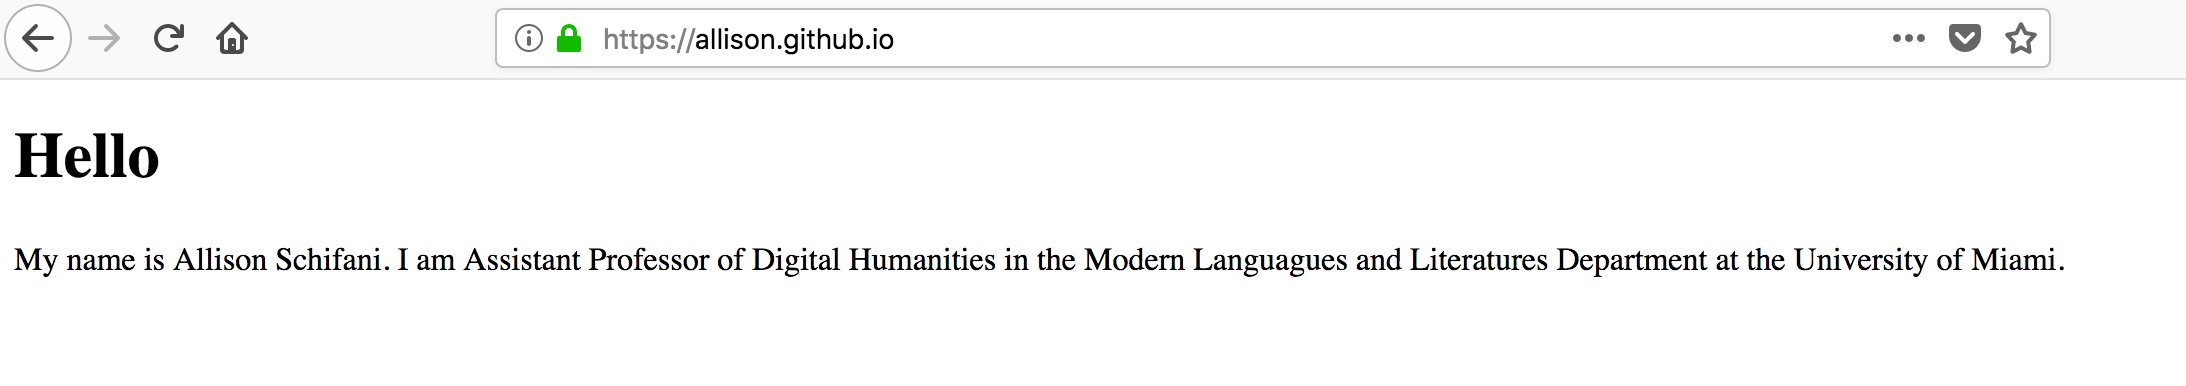 https://allison.github.io
Hello
My name is Allison Schifani. I am Assistant Professor of Digital Humanities in the Modern Languagues and Literatures Department at the University of Miami.